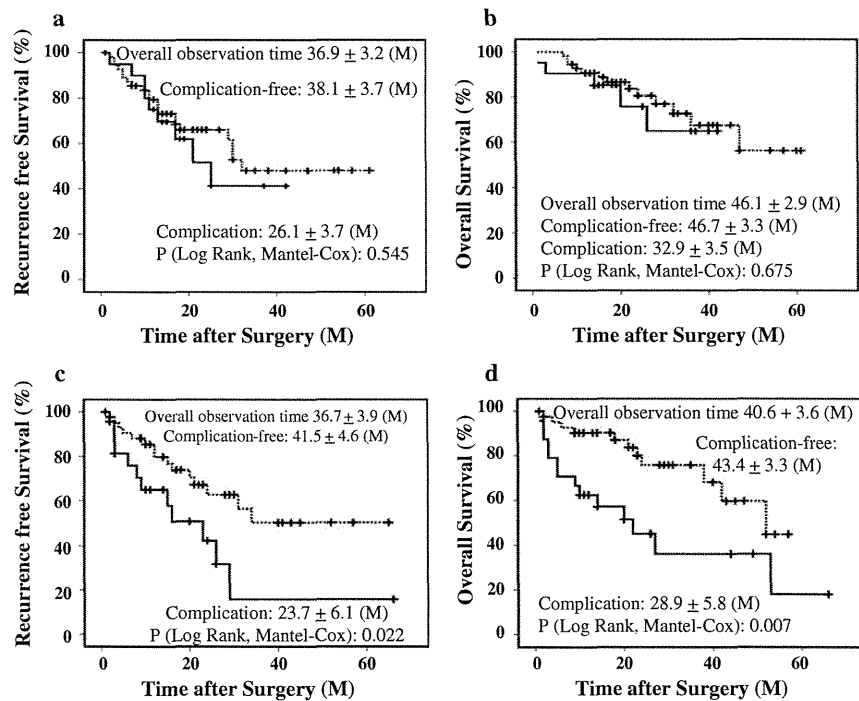 a
Recurrence free Survival (%)
100
80
60
40
20
0
Overall observation time 36.9 ± 3.2 (M)
Complication-free: 38.1 ± 3.7 (M)
Complication: 26.1 ± 3.7 (M)
P (Log Rank, Mantel-Cox): 0.545
0 20 40 60
Time after Surgery (M)
b
Overall Survival (%)
100
80
60
40
60
80
0
Overall observation time 46.1 ± 2.9 (M)
Complication-free: 46.7 ± 3.3 (M)
Complication: 32.9 ± 3.5 (M)
P (Log Rank, Mantel-Cox): 0.675
0 20 40 60
Time after Surgery (M)
c
Recurrence free Survival (%)
100
80
60
40
20
0
Overall observation time 36.7 ± 3.9 (M)
Complication-free: 41.5 ± 4.6 (M)
Complication: 23.7 ± 6.1 (M)
P (Log Rank, Mantel-Cox): 0.022
0 20 40 60
Time after Surgery (M)
d
Overall Survival (%)
100
80
60
40
20
0
Overall observation time 40.6 + 3.6 (M)
Complication-free:
43.4 ± 3.3 (M)
Complication: 28.9 ± 5.8 (M)
P (Log Rank, Mantel-Cox): 0.007
0 20 40 60
Time after Surgery (M)